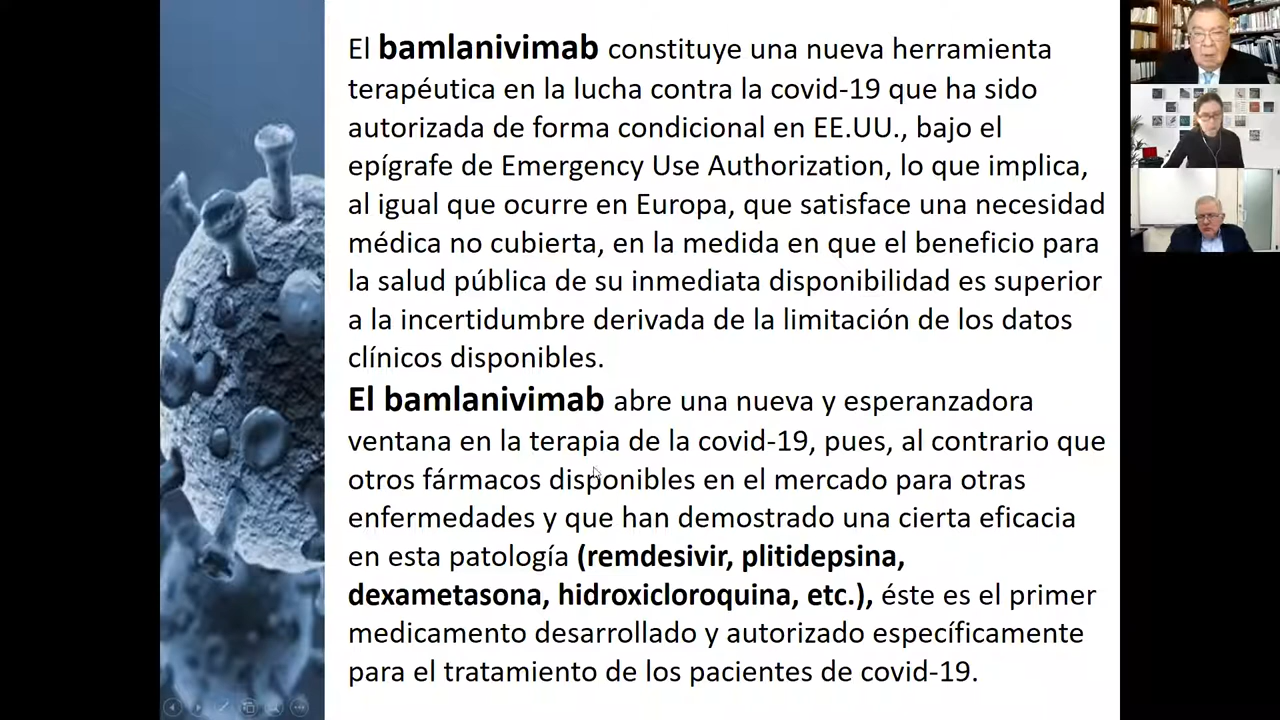 El bamlanivimab constituye una nueva herramienta
terapéutica en la lucha contra la covid-19 que ha sido
autorizada de forma condicional en EE.UU., bajo el
epígrafe de Emergency Use Authorization, lo que implica,
al igual que ocurre en Europa, que satisface una necesidad
médica no cubierta, en la medida en que el beneficio para
la salud pública de su inmediata disponibilidad es superior
a la incertidumbre derivada de la limitación de los datos
clínicos disponibles.
El bamlanivimab abre una nueva y esperanzadora
ventana en la terapia de la covid-19, pues, al contrario que
otros fármacos disponibles en el mercado para otras
enfermedades y que han demostrado una cierta eficacia
en esta patología (remdesivir, plitidepsina,
dexametasona, hidroxicloroquina, etc.), éste es el primer
medicamento desarrollado y autorizado específicamente
para el tratamiento de los pacientes de covid-19.